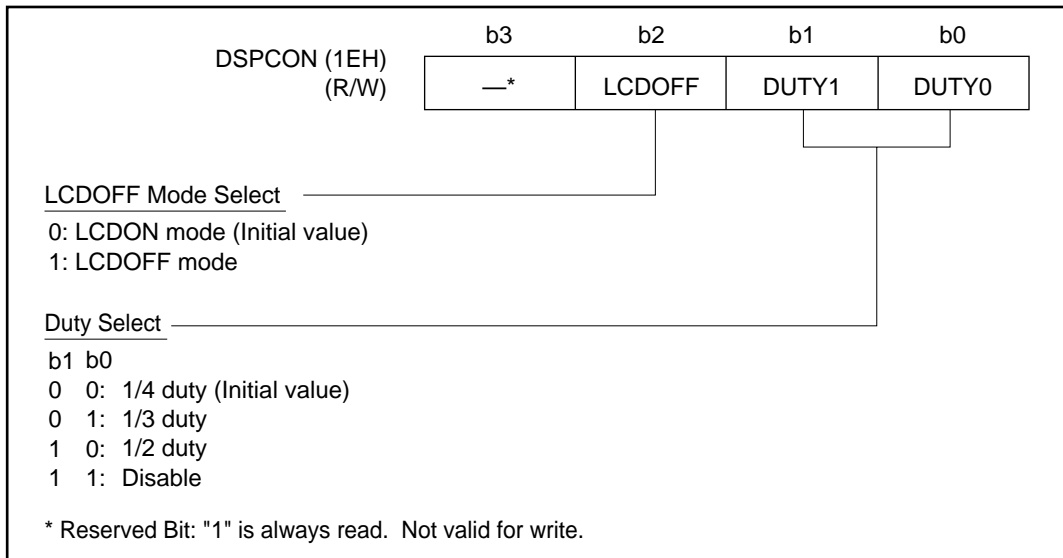 b3 b2 b1 b0
DSPCON (1EH)
(R/W)
—* LCDOFF DUTY1 DUTY0
LCDOFF Mode Select
0: LCDON mode (Initial value)
1: LCDOFF mode
Duty Select
b1 b0
0 0: 1/4 duty (Initial value)
0 1: 1/3 duty
1 0: 1/2 duty
1 1: Disable
* Reserved Bit: "1" is always read. Not valid for write.